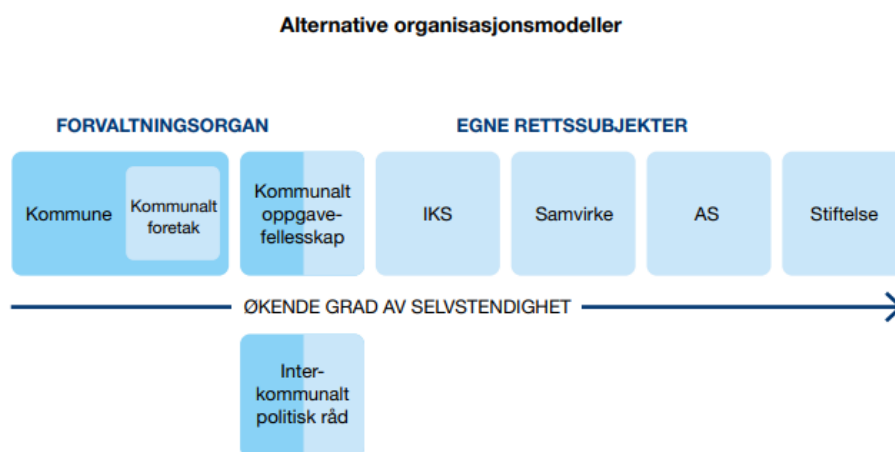 Alternative organisasjonsmodeller
FORVALTNINGSORGAN
EGNE RETTSSUBJEKTER
Kommune
Kommunalt
foretak
Kommunalt
oppgave-
fellesskap
IKS
Samvirke
AS
Stiftelse
ØKENDE GRAD AV SELVSTENDIGHET
Inter-
kommunalt
politisk råd